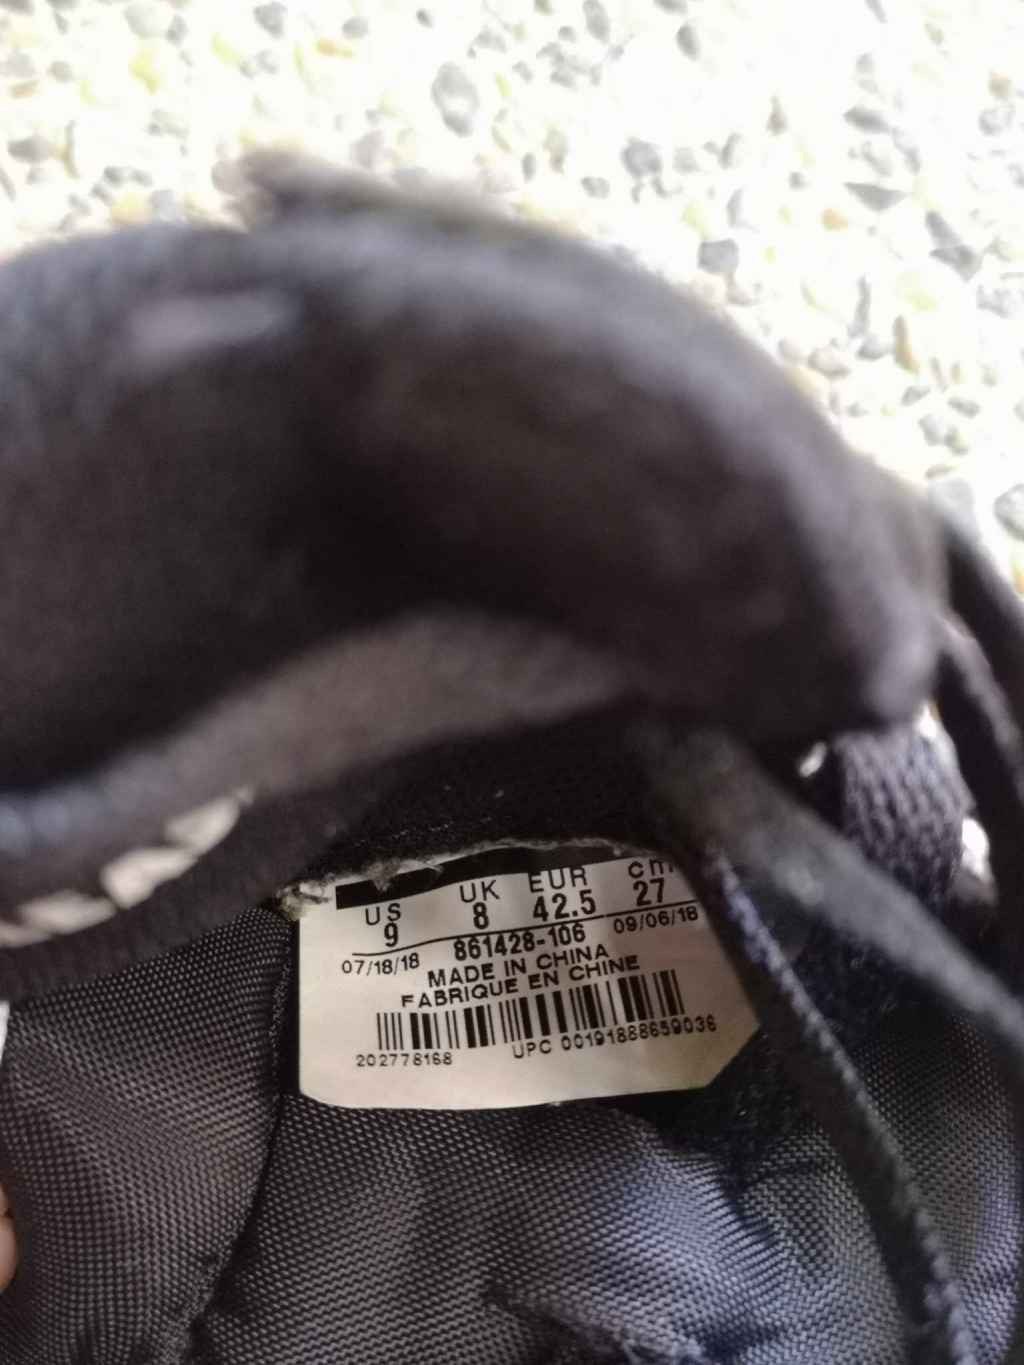 US UK EUR cm
9 8 42.5 27
07/18/18 861428-106 09/06/18
MADE IN CHINA
FABRIQUE EN CHINE
202778168 UPC 00191888659036